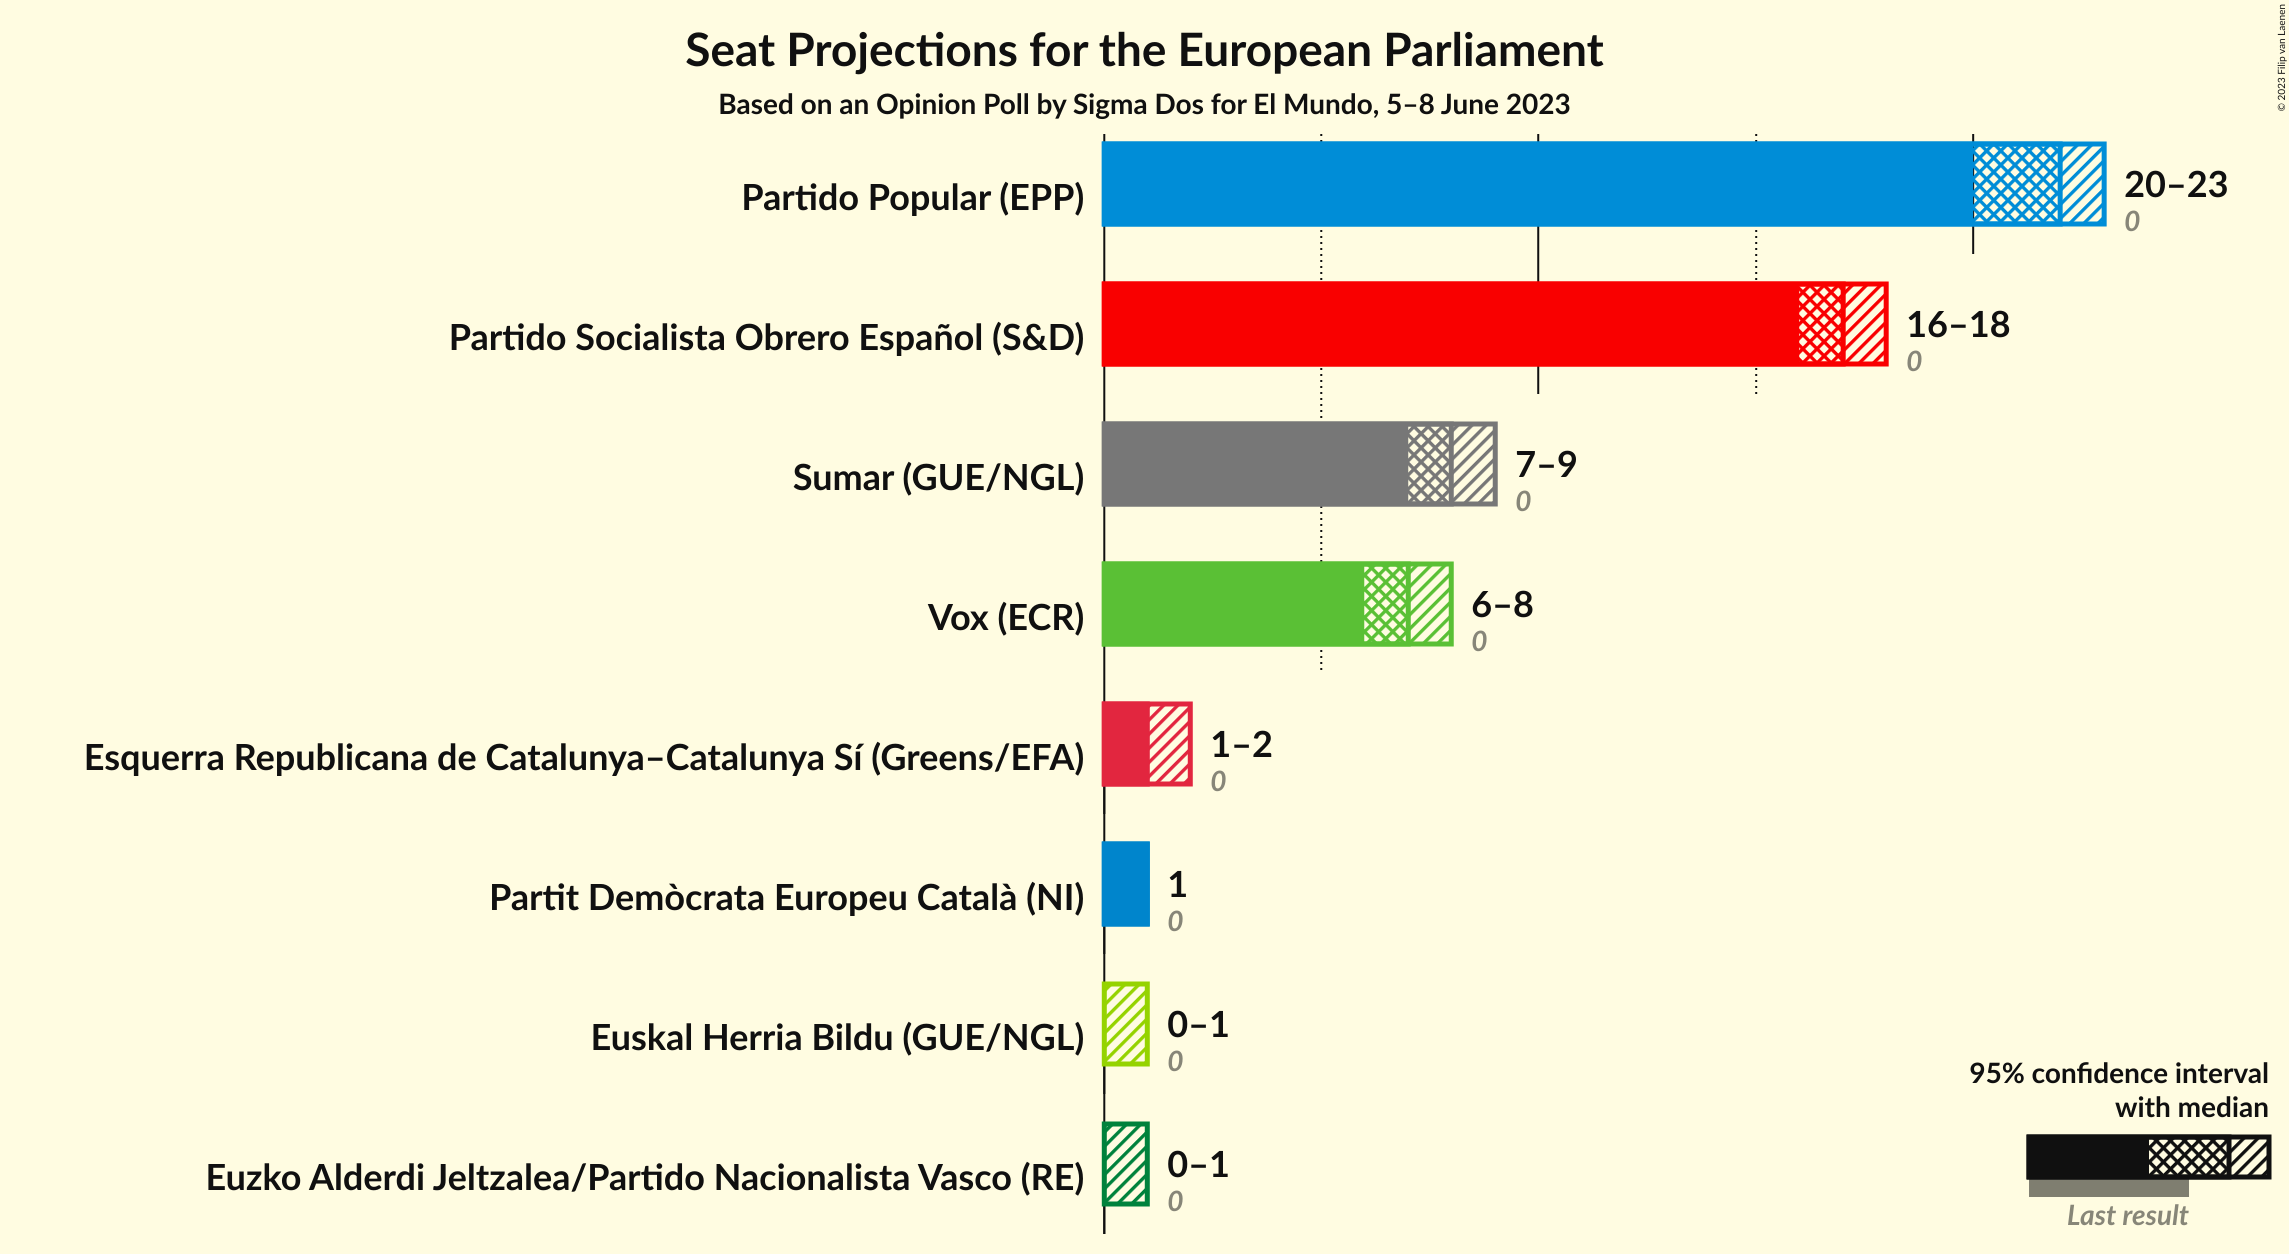 Seat Projections for the European Parliament
Based on an Opinion Poll by Sigma Dos for El Mundo, 5–8 June 2023
© 2023 Filip van Laenen
Partido Popular (EPP)
20–23
0
Partido Socialista Obrero Español (S&D)
16–18
0
Sumar (GUE/NGL)
7–9
0
Vox (ECR)
6–8
0
Esquerra Republicana de Catalunya–Catalunya Sí (Greens/EFA)
1–2
0
Partit Demòcrata Europeu Català (NI)
1
0
Euskal Herria Bildu (GUE/NGL)
0–1
0
Euzko Alderdi Jeltzalea/Partido Nacionalista Vasco (RE)
0–1
0
95% confidence interval
with median
Last result